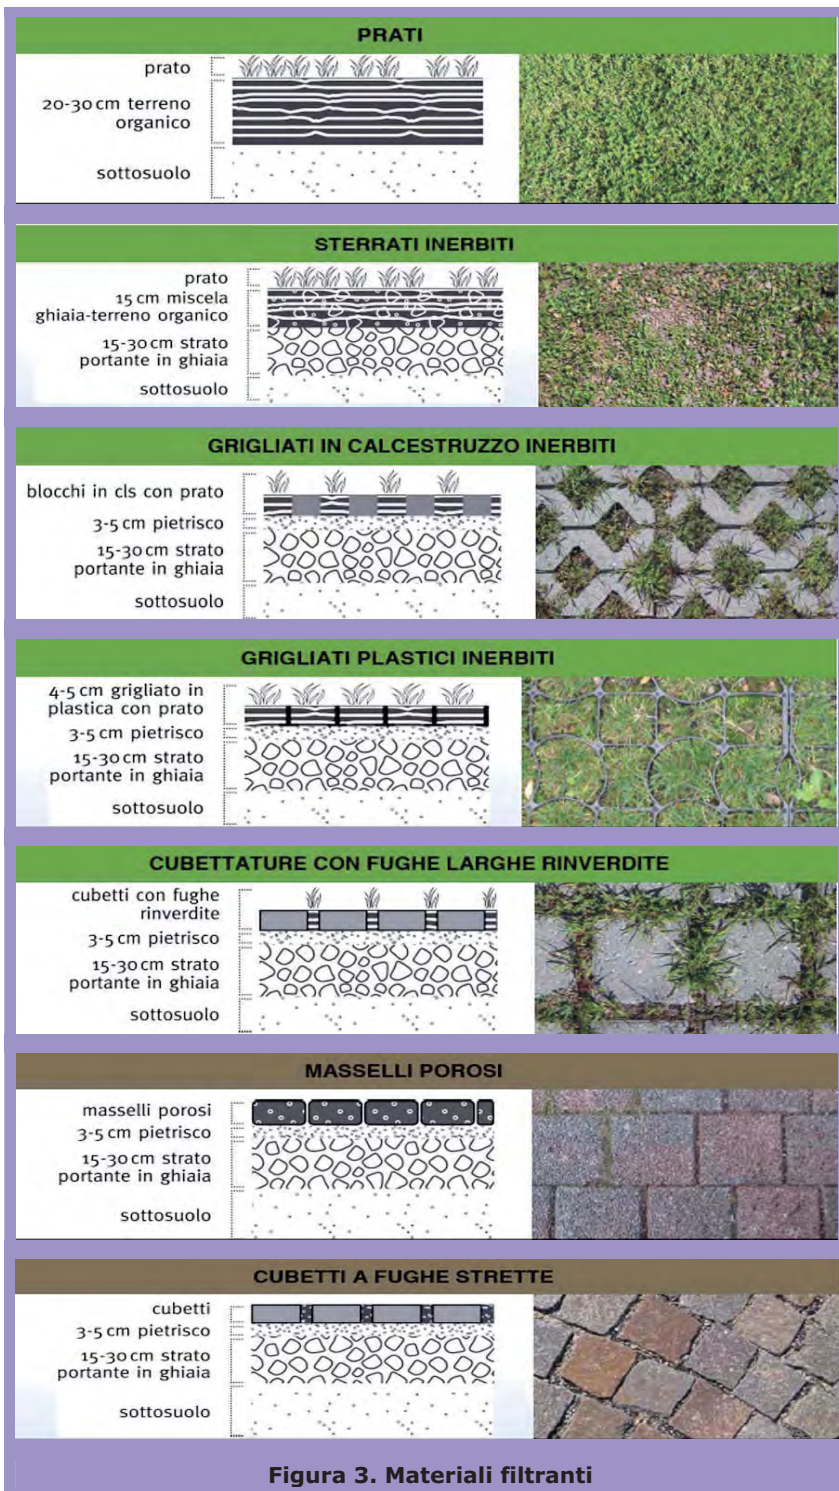 PRATI
prato
20-30 cm terreno
organico
sottosuolo
STERRATI INERBITI
prato
15 cm miscela
ghiaia-terreno organico
15-30 cm strato
portante in ghiaia
sottosuolo
GRIGLIATI IN CALCESTRUZZO INERBITI
blocchi in cls con prato
3-5 cm pietrisco
15-30 cm strato
portante in ghiaia
sottosuolo
GRIGLIATI PLASTICI INERBITI
4-5 cm grigliato in
plastica con prato
3-5 cm pietrisco
15-30 cm strato
portante in ghiaia
sottosuolo
CUBETTATURE CON FUGHE LARGHE RINVERDITE
cubetti con fughe
rinverdite
3-5 cm pietrisco
15-30 cm strato
portante in ghiaia
sottosuolo
MASSELLI POROSI
masselli porosi
3-5 cm pietrisco
15-30 cm strato
portante in ghiaia
sottosuolo
CUBETTI A FUGHE STRETTE
cubetti
3-5 cm pietrisco
15-30 cm strato
portante in ghiaia
sottosuolo
Figura 3. Materiali filtranti